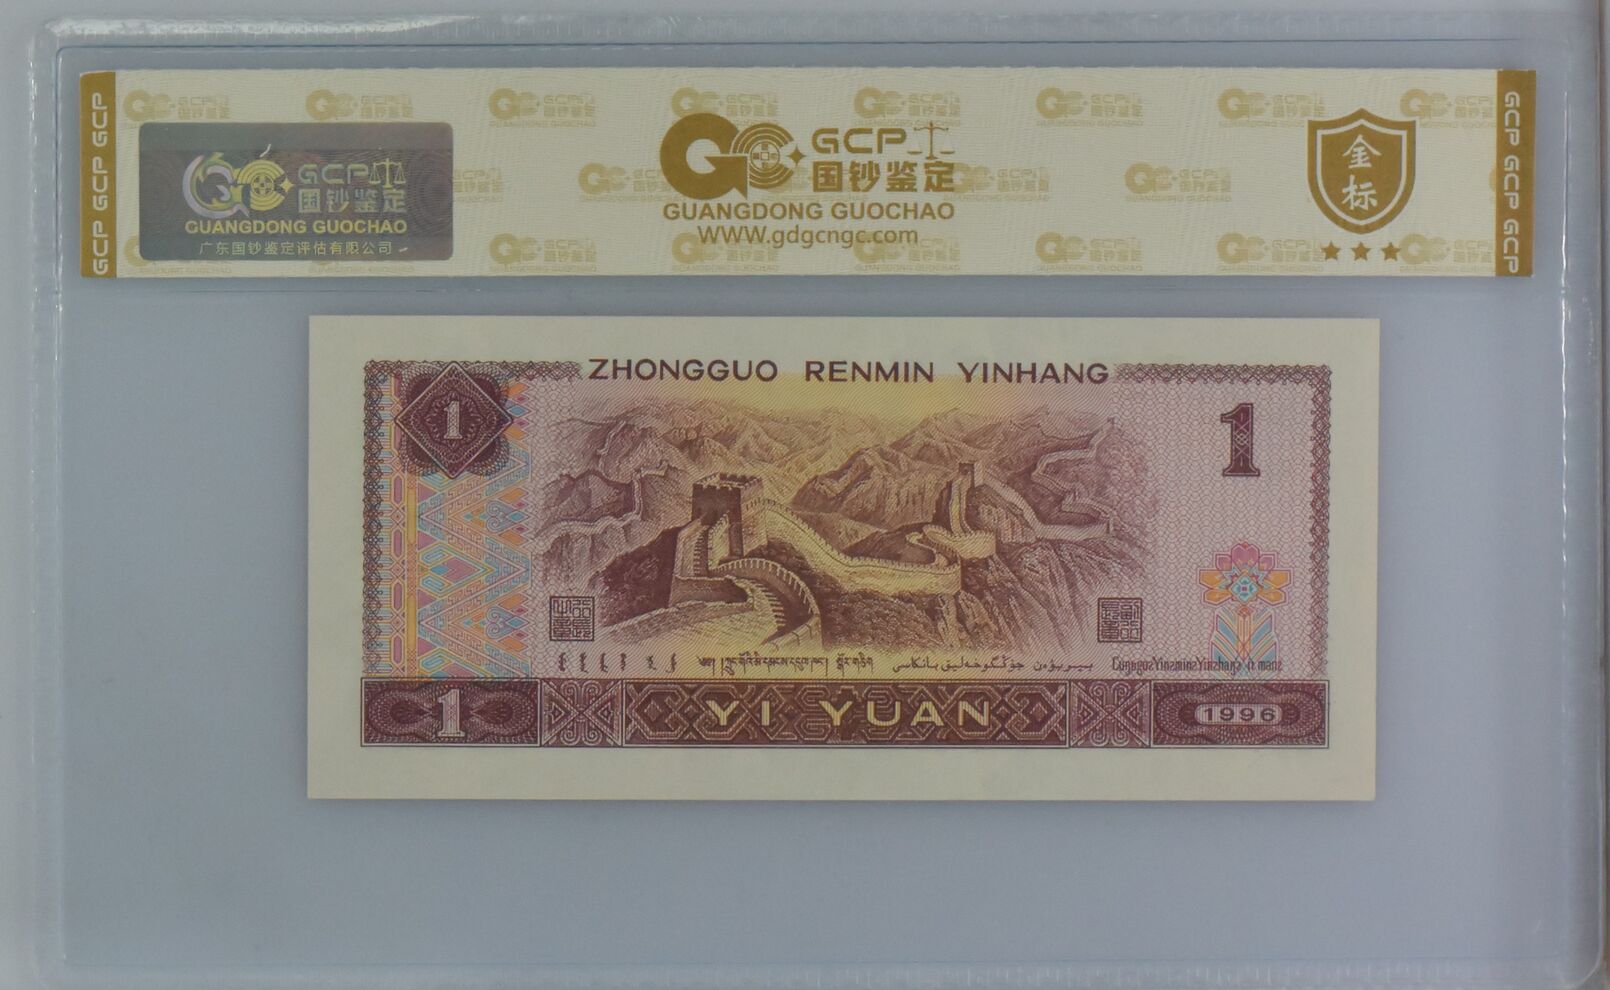 GCP GCP GCP
GCP
国钞鉴定
GUANGDONG GUOCHAO
广东国钞鉴定评估有限公司
GCP
国钞鉴定
GUANGDONG GUOCHAO
WWW.gdgcngc.com
金
标
GCP GCP GCP
ZHONGGUO RENMIN YINHANG
1
1
1
YI YUAN
1996